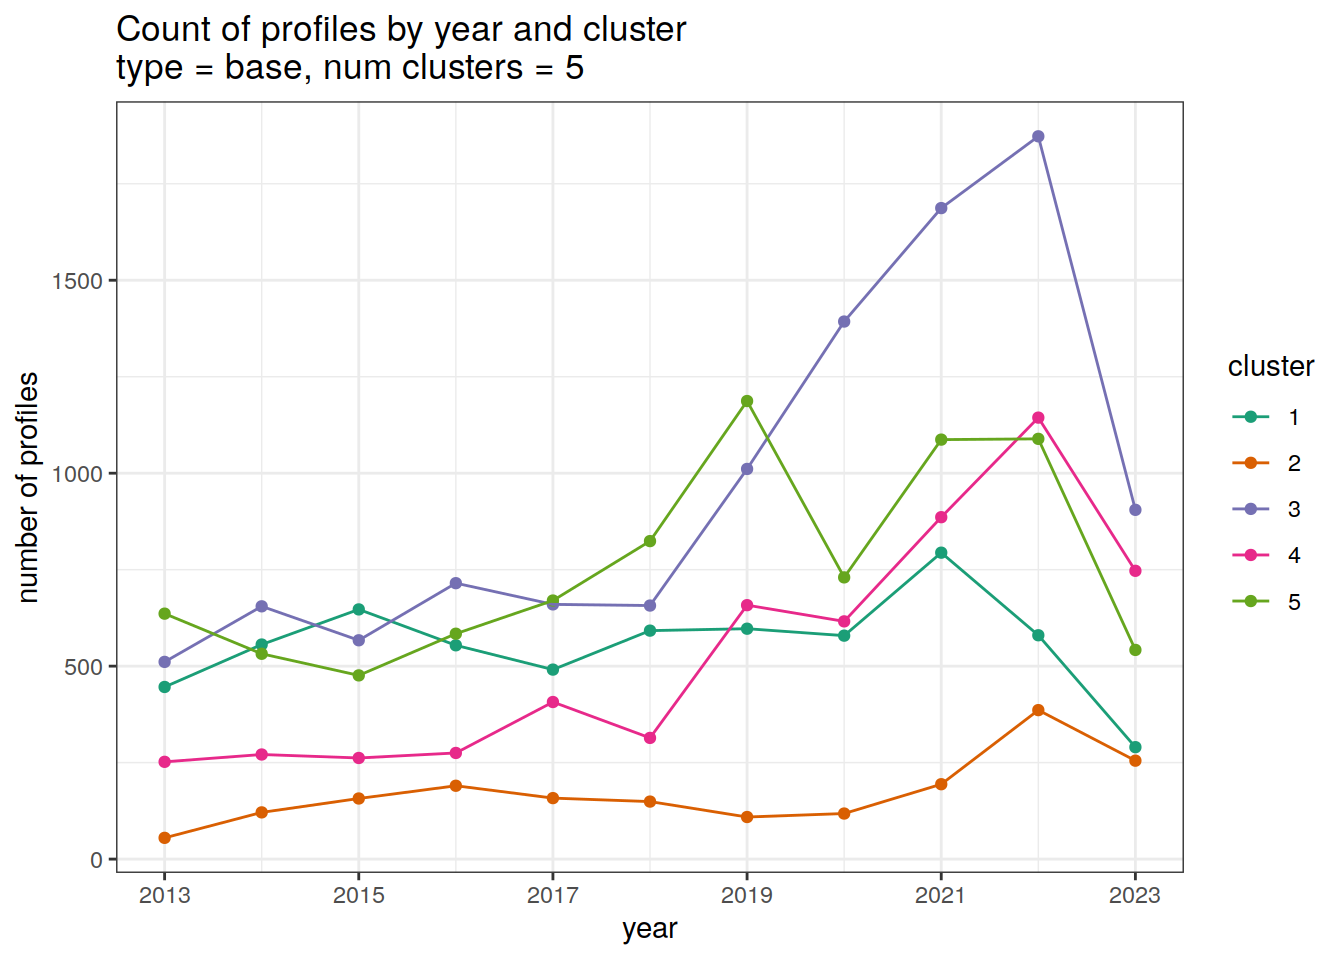 Count of profiles by year and cluster
type = base, num clusters = 5
number of profiles
1500
1000
500
0
2013 2015 2017 2019 2021 2023
year
cluster
1
2
3
4
5